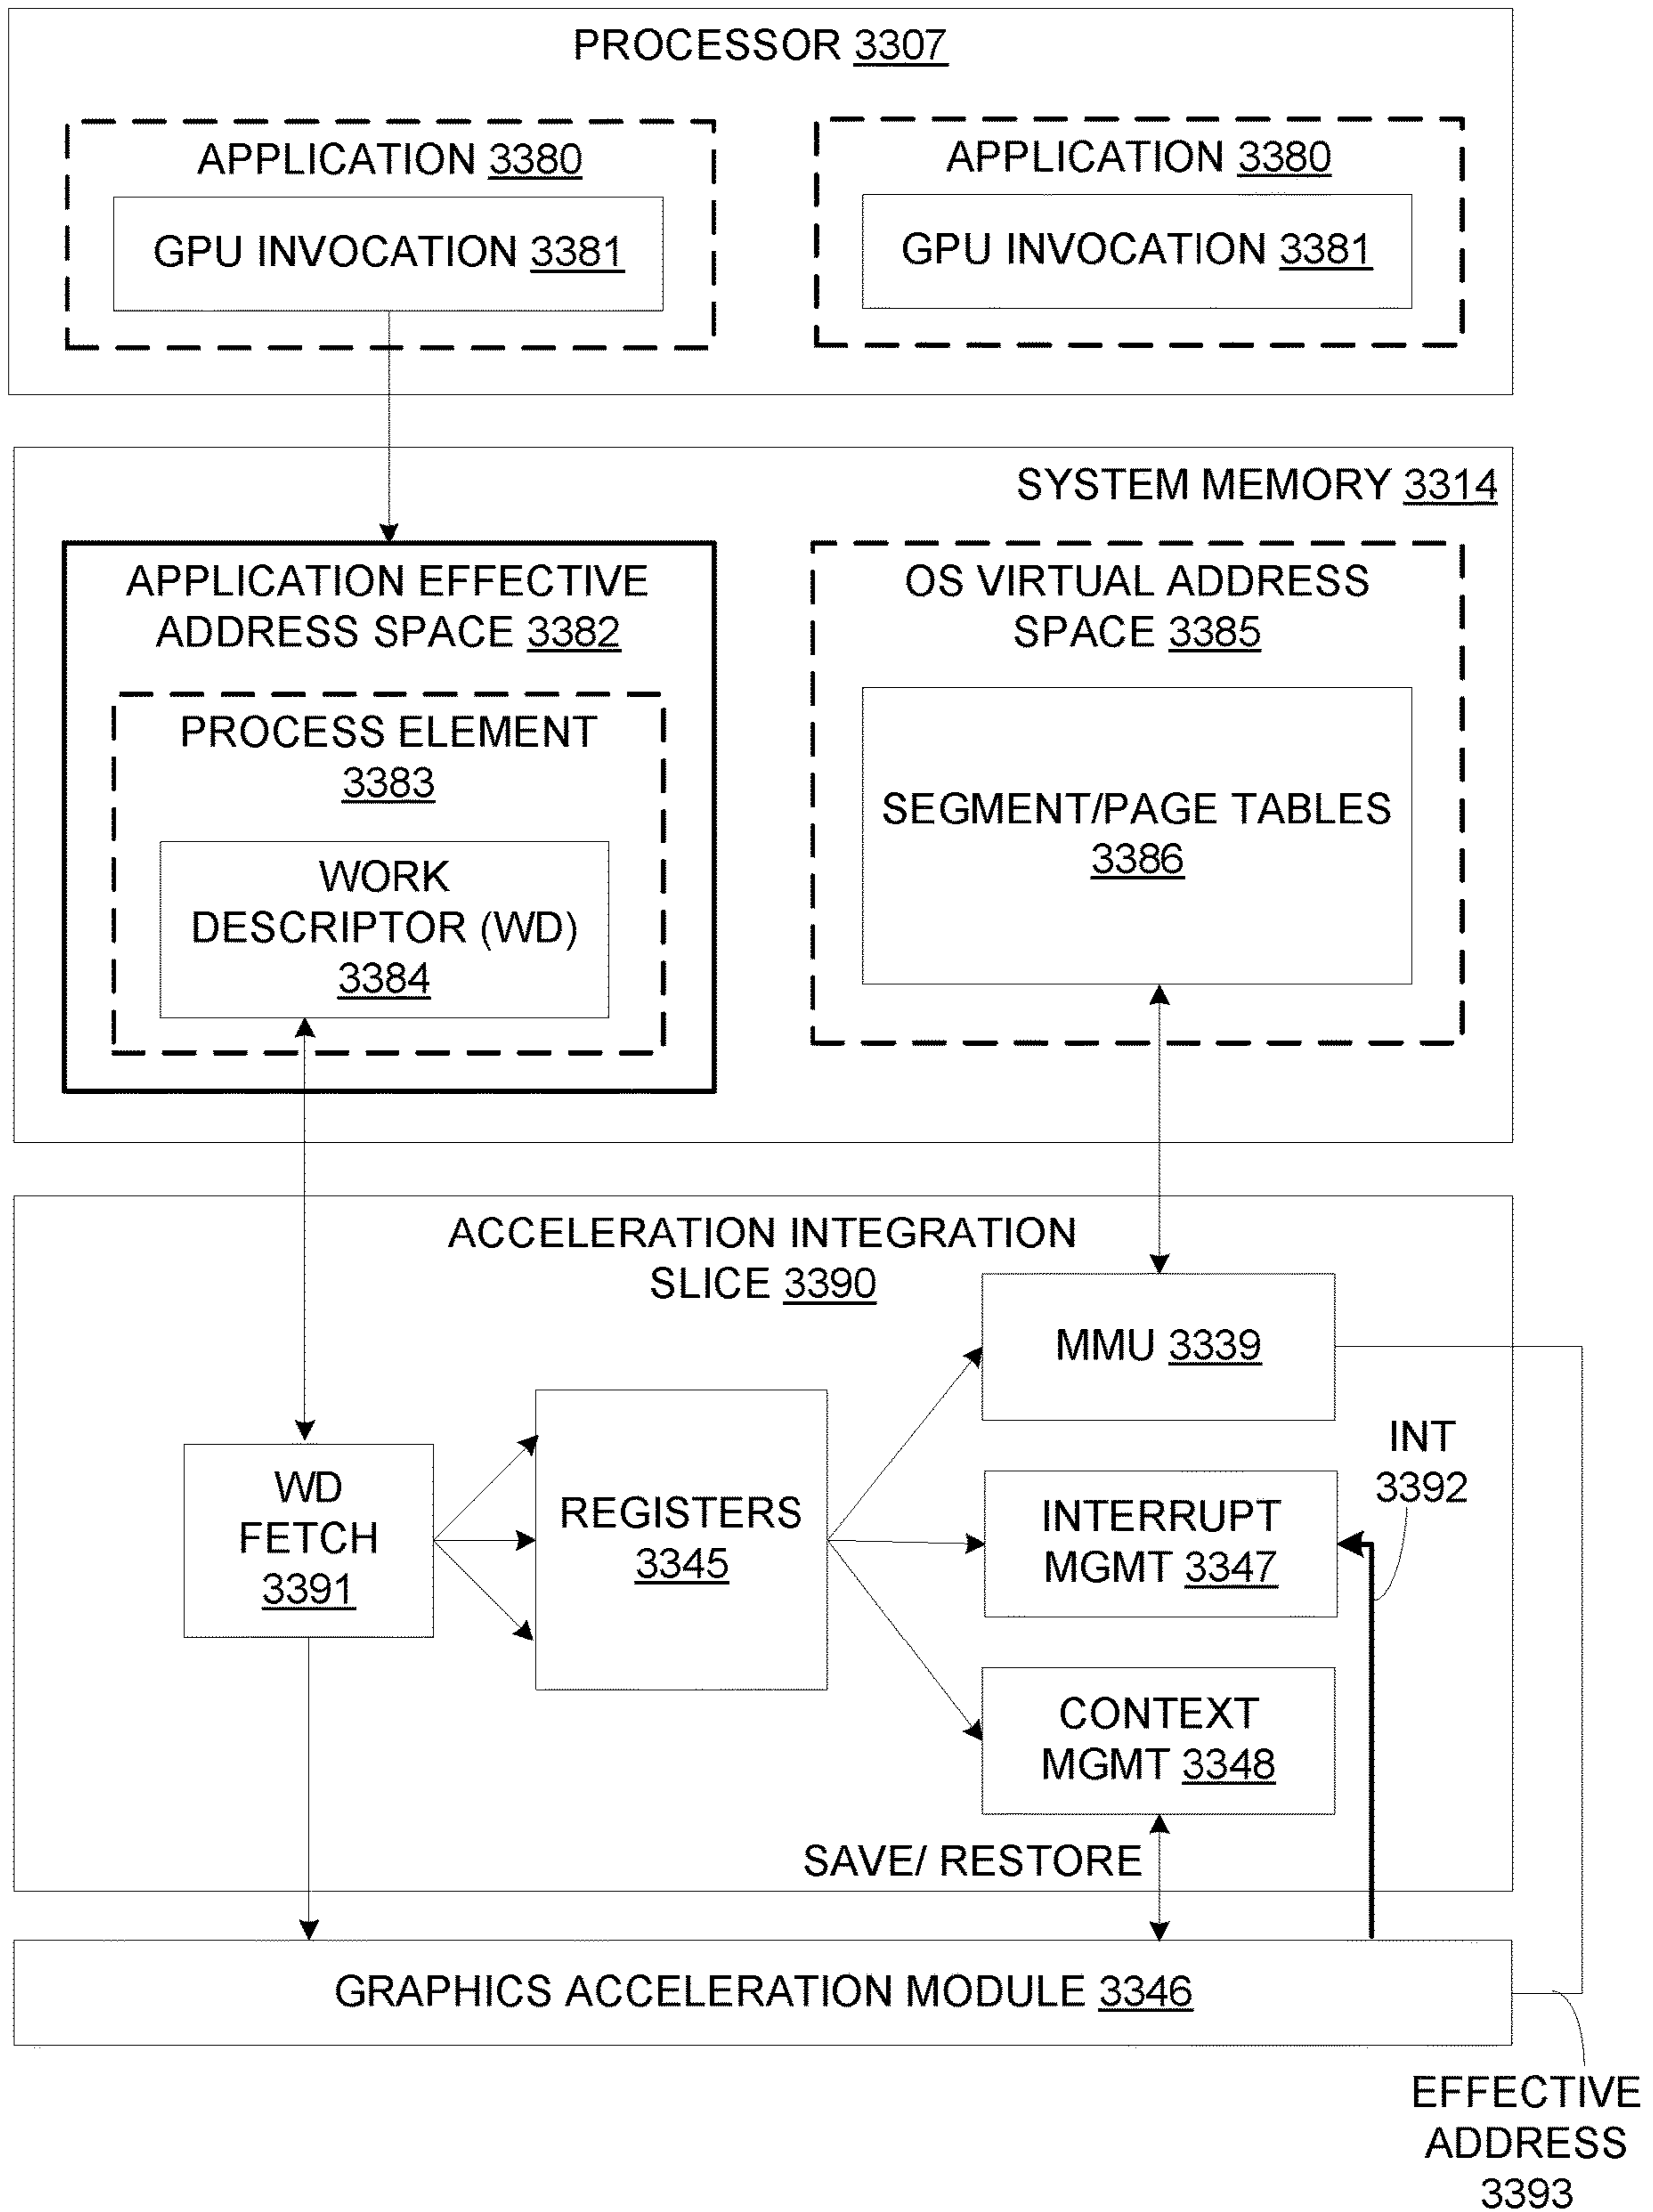 PROCESSOR 3307
APPLICATION 3380
GPU INVOCATION 3381
APPLICATION 3380
GPU INVOCATION 3381
SYSTEM MEMORY 3314
APPLICATION EFFECTIVE
ADDRESS SPACE 3382
PROCESS ELEMENT
3383
WORK
DESCRIPTOR (WD)
3384
OS VIRTUAL ADDRESS
SPACE 3385
SEGMENT/PAGE TABLES
3386
ACCELERATION INTEGRATION
SLICE 3390
WD
FETCH
3391
REGISTERS
3345
MMU 3339
INTERRUPT
MGMT 3347
CONTEXT
MGMT 3348
INT
3392
SAVE/ RESTORE
GRAPHICS ACCELERATION MODULE 3346
EFFECTIVE
ADDRESS
3393